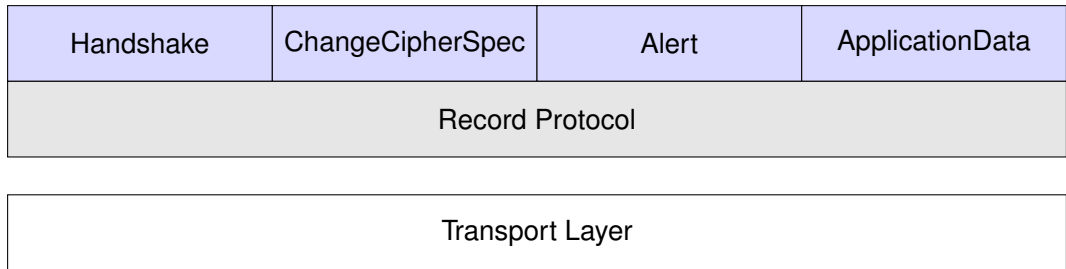 Handshake
ChangeCipherSpec
Alert
ApplicationData
Record Protocol
Transport Layer